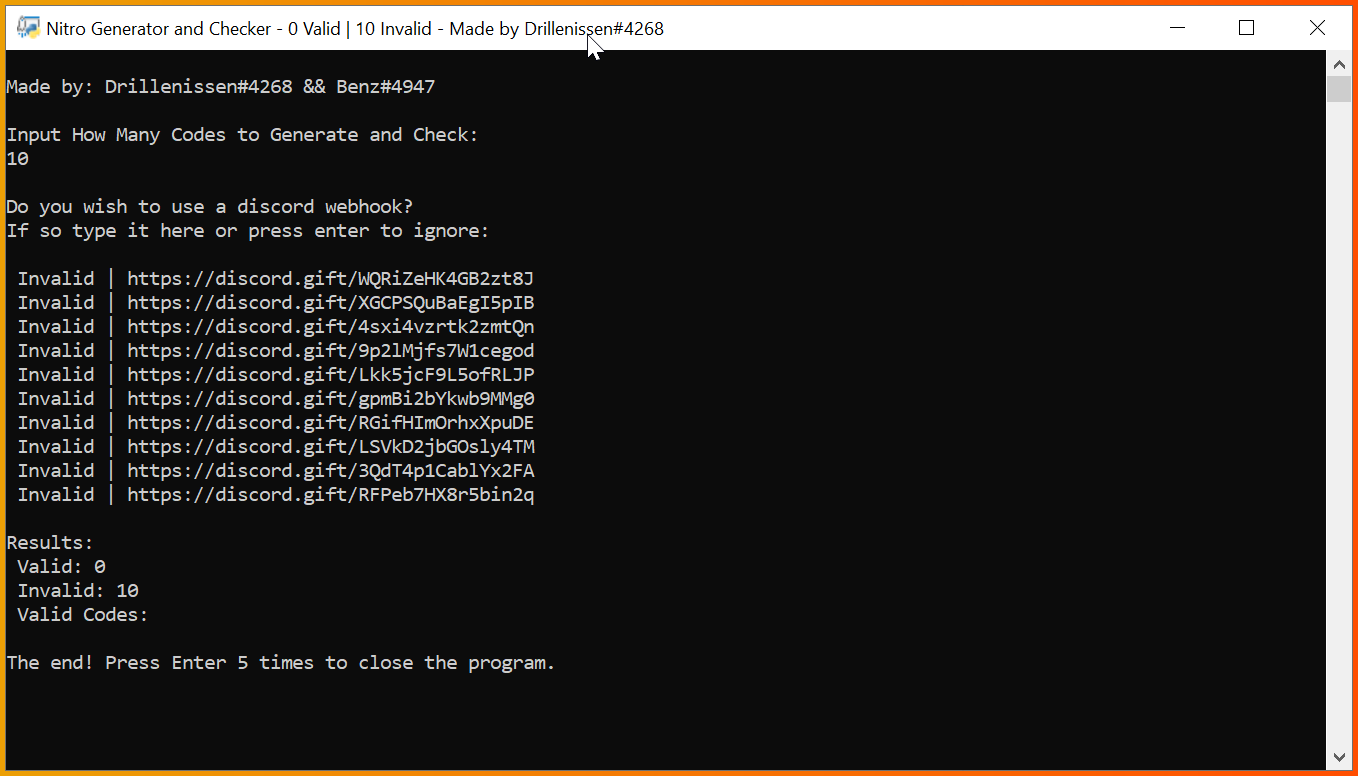 Nitro Generator and Checker - 0 Valid | 10 Invalid - Made by Drillenissen#4268
Made by: Drillenissen#4268 && Benz#4947
Input How Many Codes to Generate and Check:
10
Do you wish to use a discord webhook?
If so type it here or press enter to ignore:
Invalid | https://discord.gift/WQRiZeHK4GB2zt8J
Invalid | https://discord.gift/XGCPSQuBaEgI5pIB
Invalid | https://discord.gift/4sxi4vzrtk2zmtQn
Invalid | https://discord.gift/9p2lMjfs7W1cegod
Invalid | https://discord.gift/Lkk5jcF9L5ofRLJP
Invalid | https://discord.gift/gpmBi2bYkwb9MMg0
Invalid | https://discord.gift/RGifHImOrhxXpuDE
Invalid | https://discord.gift/LSVkD2jbGOsly4TM
Invalid | https://discord.gift/3QdT4p1CablYx2FA
Invalid | https://discord.gift/RFPeb7HX8r5bin2q
Results:
Valid: 0
Invalid: 10
Valid Codes:
The end! Press Enter 5 times to close the program.